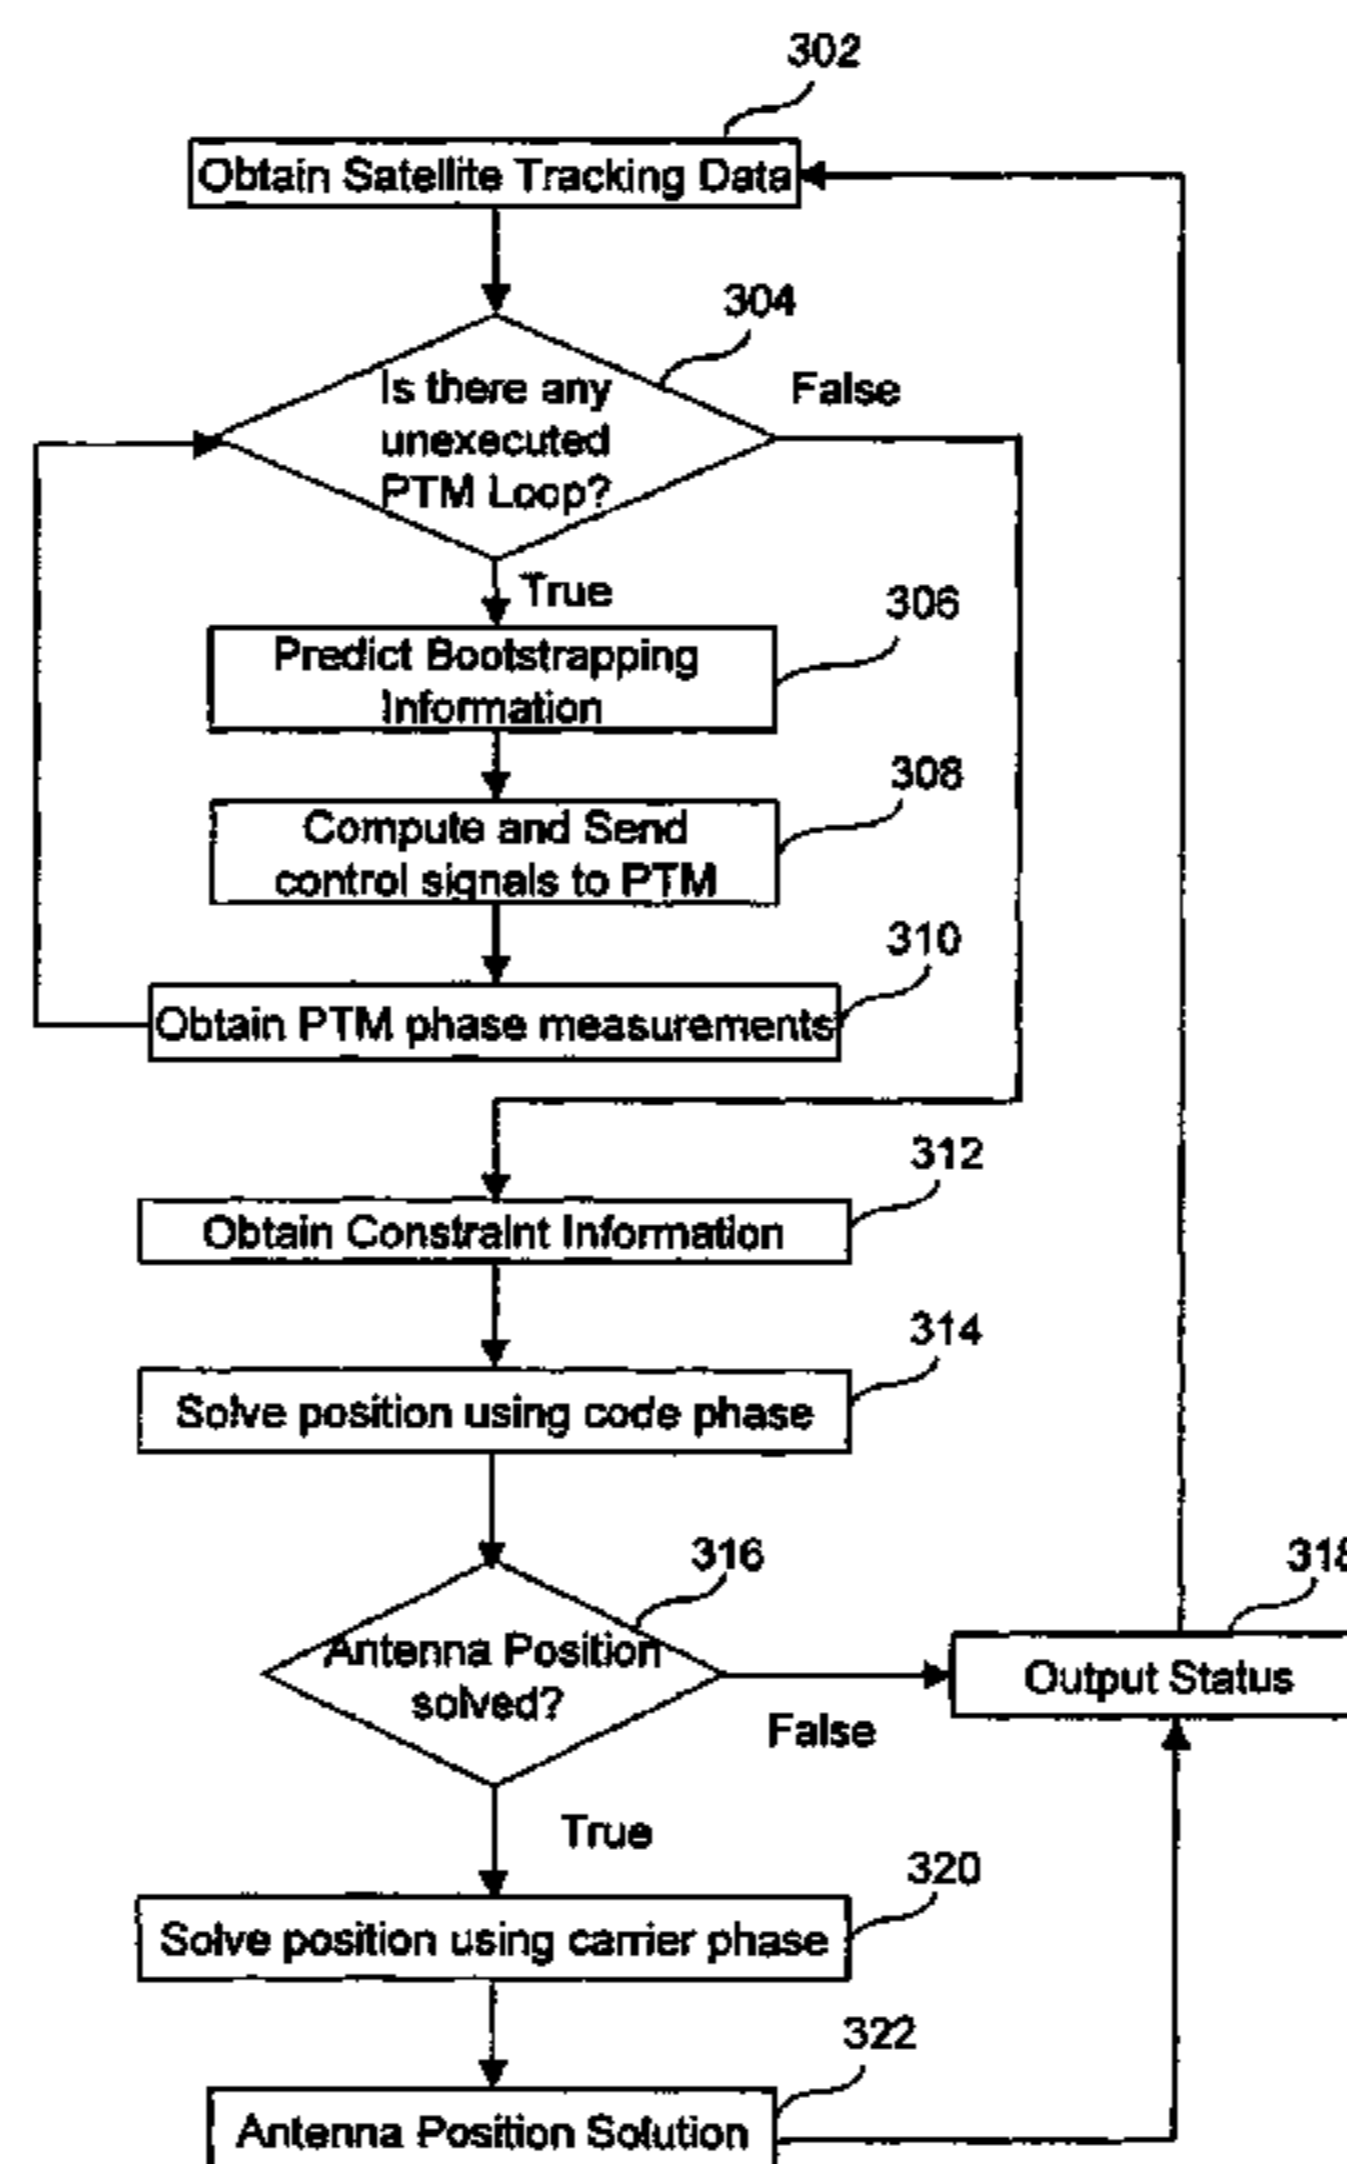 302
Obtain Satellite Tracking Data
304
Is there any
unexecuted
PTM Loop?
False
True
306
Predict Bootstrapping
Information
308
Compute and Send
control signals to PTM
310
Obtain PTM phase measurements
312
Obtain Constraint Information
314
Solve position using code phase
316
Antenna Position
solved?
False
318
Output Status
True
320
Solve position using carrier phase
322
Antenna Position Solution